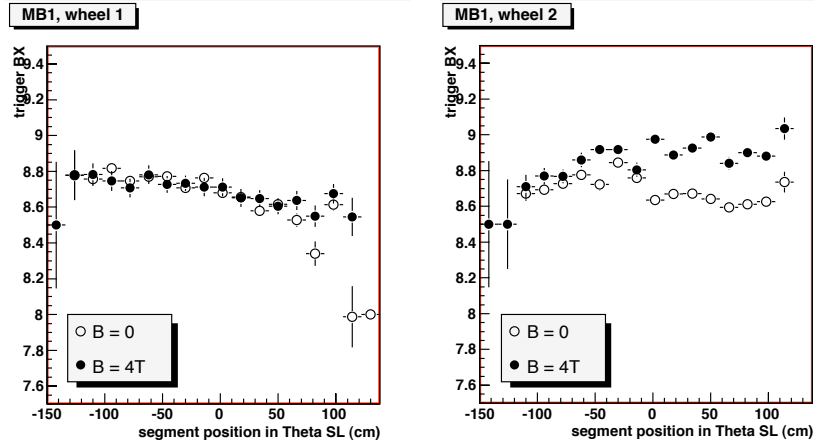 MB1, wheel 1
trigger BX
9.4
9.2
9
8.8
8.6
8.4
8.2
8
7.8
7.6
B = 0
B = 4T
-150 -100 -50 0 50 100
segment position in Theta SL (cm)
MB1, wheel 2
trigger BX
9.4
9.2
9
8.8
8.6
8.4
8.2
8
7.8
7.6
B = 0
B = 4T
-150 -100 -50 0 50 100
segment position in Theta SL (cm)